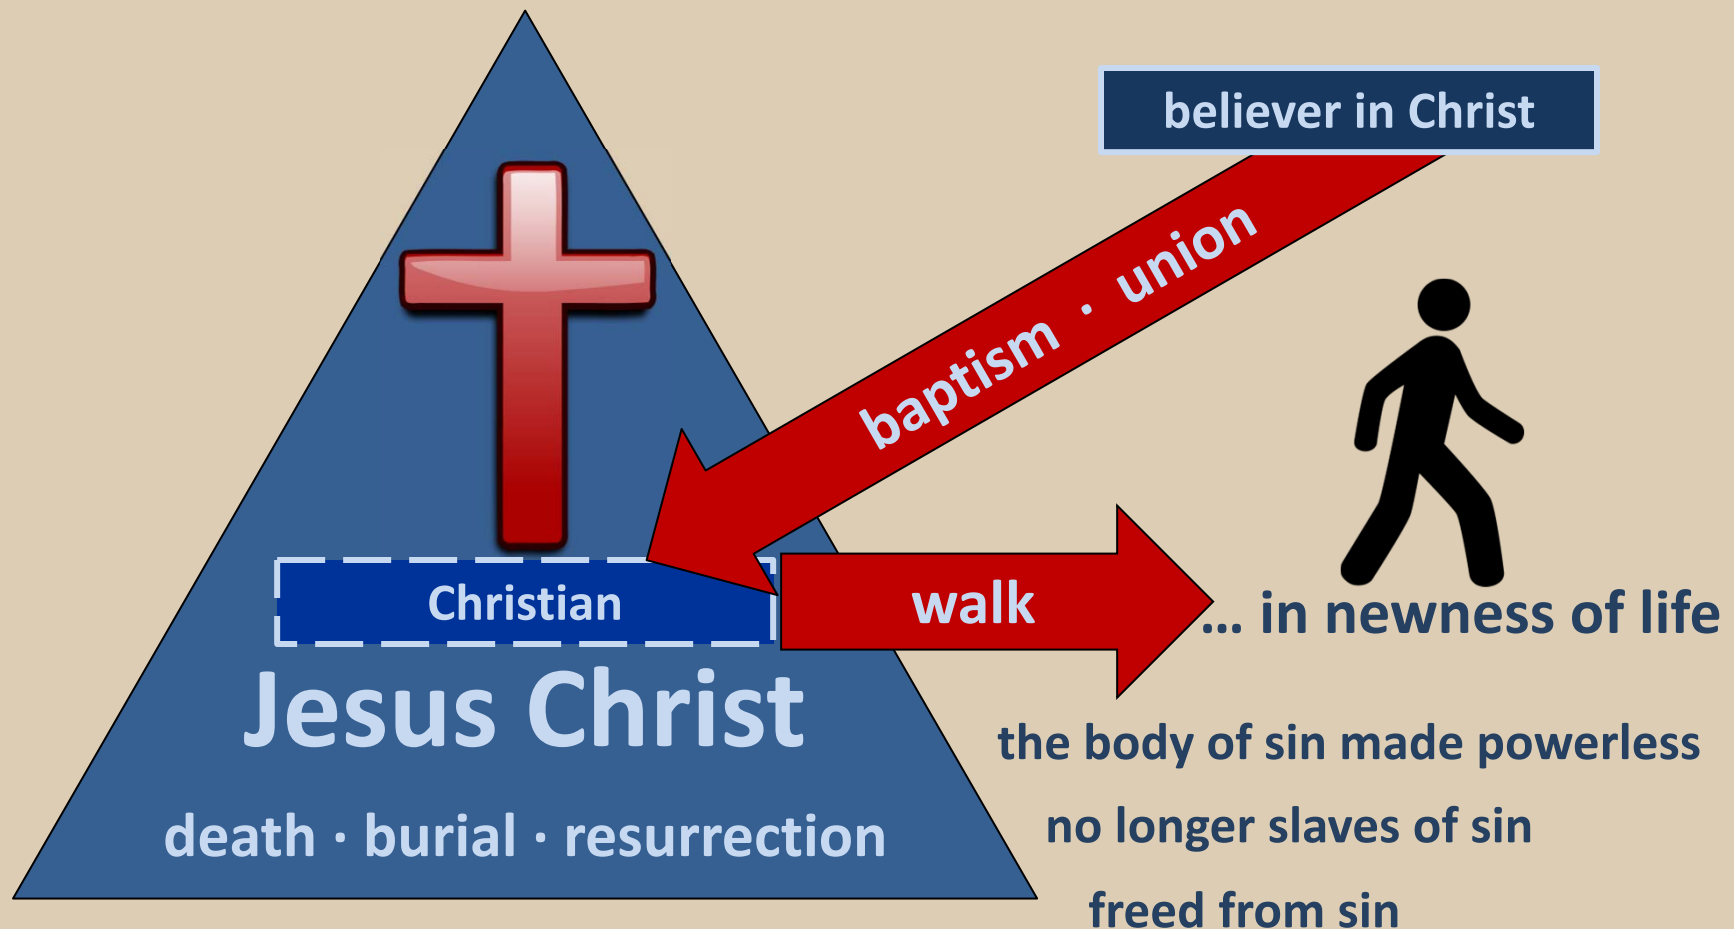 believer in Christ
baptism · union
Christian
walk
... in newness of life
Jesus Christ
death · burial · resurrection
the body of sin made powerless
no longer slaves of sin
freed from sin